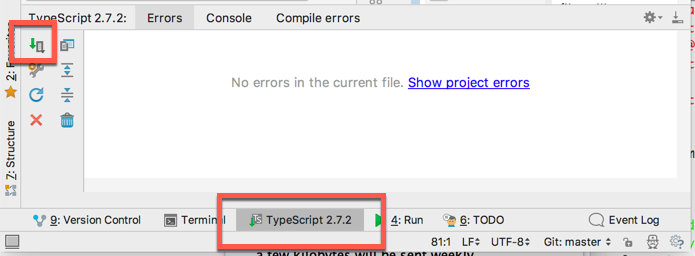 TypeScript 2.7.2: Errors Console Compile errors
2: Favorites
No errors in the current file. Show project errors
Z: Structure
9: Version Control Terminal TypeScript 2.7.2 4: Run 6: TODO Event Log
81:1 LF UTF-8 Git: master
a few kilobytes will be sent weekly